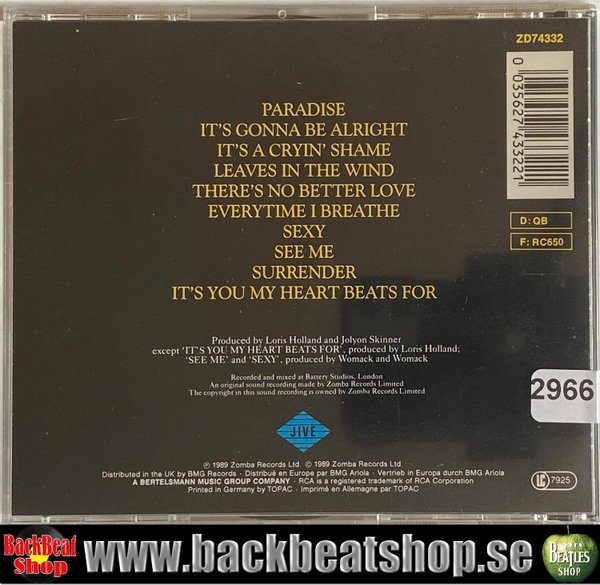 ZD74332
0 035627 433221
D: QB
F: RC650
PARADISE
IT'S GONNA BE ALRIGHT
IT'S A CRYIN' SHAME
LEAVES IN THE WIND
THERE'S NO BETTER LOVE
EVERYTIME I BREATHE
SEXY
SEE ME
SURRENDER
IT'S YOU MY HEART BEATS FOR
Produced by Loris Holland and Jolyon Skinner
except 'IT'S YOU MY HEART BEATS FOR', produced by Loris Holland;
'SEE ME' and 'SEXY', produced by Womack and Womack
Recorded and mixed at Battery Studios, London
An original sound recording made by Zomba Records Limited
The copyright in this sound recording is owned by Zomba Records Limited
2966
JIVE
℗ 1989 Zomba Records Ltd. © 1989 Zomba Records Ltd.
Distributed in the UK by BMG Records - Distribué en Europe par BMG Ariola - Vertrieb in Europa durch BMG Ariola
A BERTELSMANN MUSIC GROUP COMPANY - RCA is a registered trademark of RCA Corporation
Printed in Germany by TOPAC - Imprimé en Allemagne par TOPAC
LC 7925
BackBeat
Shop
www.backbeatshop.se
BEATLES
SHOP